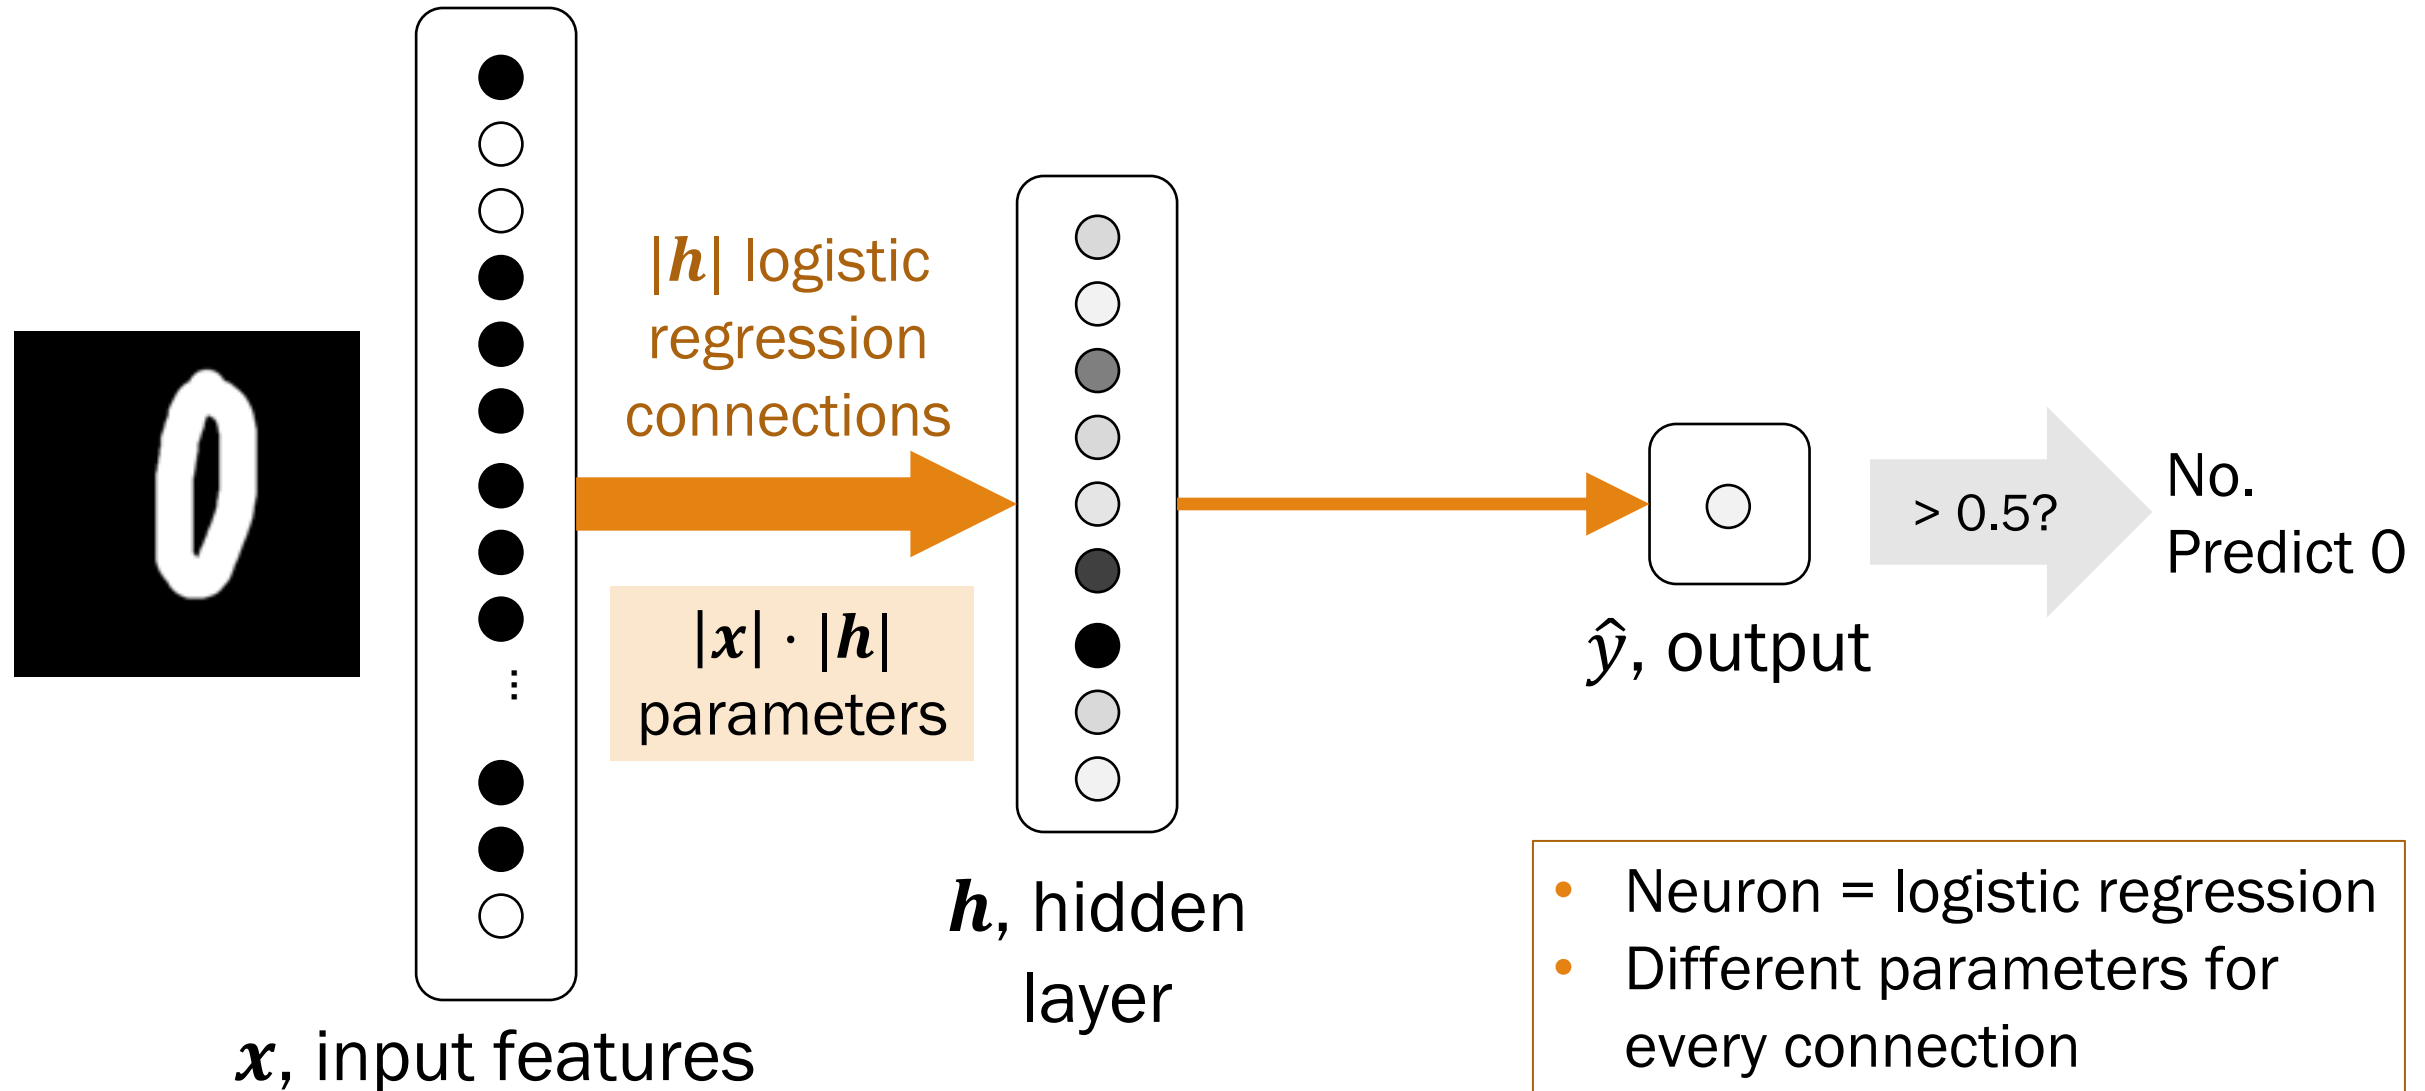 |h| logistic
regression
connections
|x| · |h|
parameters
x, input features
h, hidden
layer
ŷ, output
> 0.5?
No.
Predict 0
• Neuron = logistic regression
• Different parameters for
every connection